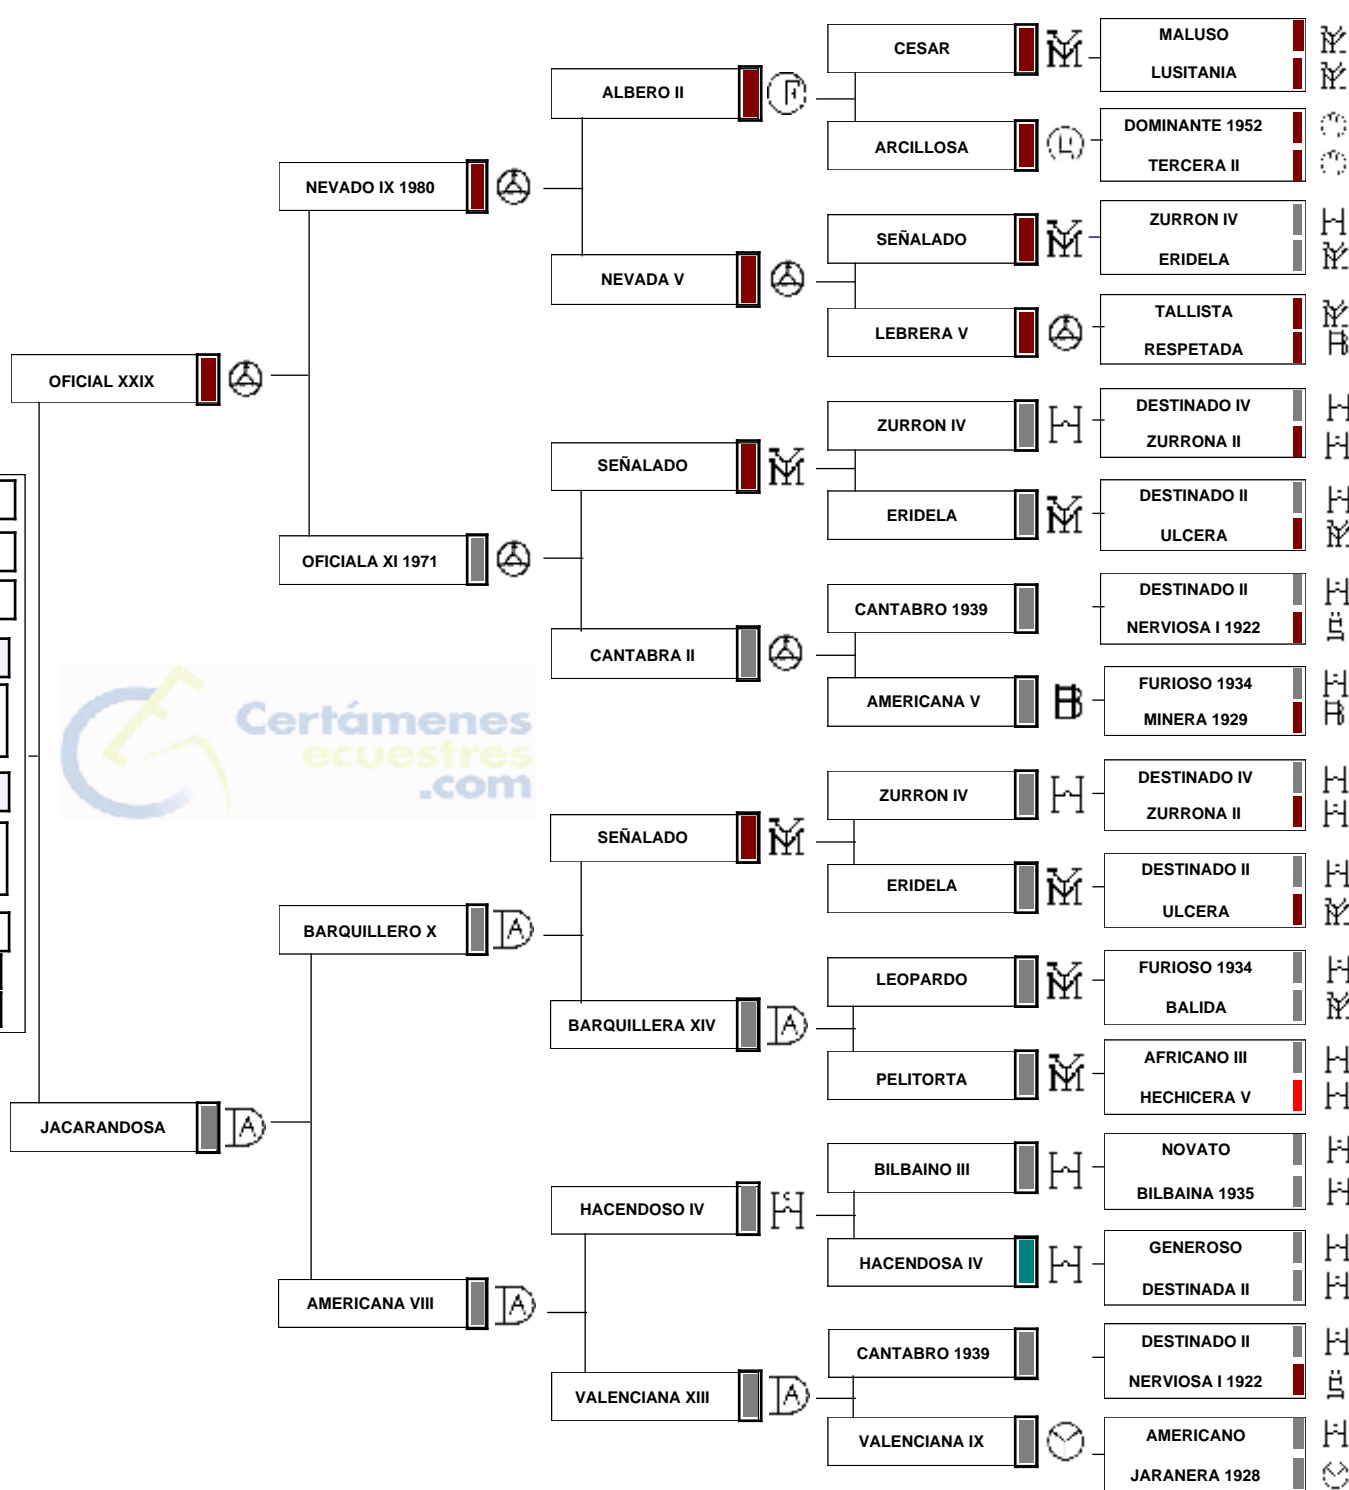 OFICIAL XXIX
JACARANDOSA
NEVADO IX 1980
OFICIALA XI 1971
BARQUILLERO X
AMERICANA VIII
ALBERO II
NEVADA V
SEÑALADO
CANTABRA II
SEÑALADO
BARQUILLERA XIV
HACENDOSO IV
VALENCIANA XIII
CESAR
ARCILLOSA
SEÑALADO
LEBRERA V
ZURRON IV
ERIDELA
CANTABRO 1939
AMERICANA V
ZURRON IV
ERIDELA
LEOPARDO
PELITORTA
BILBAINO III
HACENDOSA IV
CANTABRO 1939
VALENCIANA IX
MALUSO
LUSITANIA
DOMINANTE 1952
TERCERA II
ZURRON IV
ERIDELA
TALLISTA
RESPETADA
DESTINADO IV
ZURRONA II
DESTINADO II
ULCERA
DESTINADO II
NERVIOSA I 1922
FURIOSO 1934
MINERA 1929
DESTINADO IV
ZURRONA II
DESTINADO II
ULCERA
FURIOSO 1934
BALIDA
AFRICANO III
HECHICERA V
NOVATO
BILBAINA 1935
GENEROSO
DESTINADA II
DESTINADO II
NERVIOSA I 1922
AMERICANO
JARANERA 1928
Certámenes
ecuestres
.com